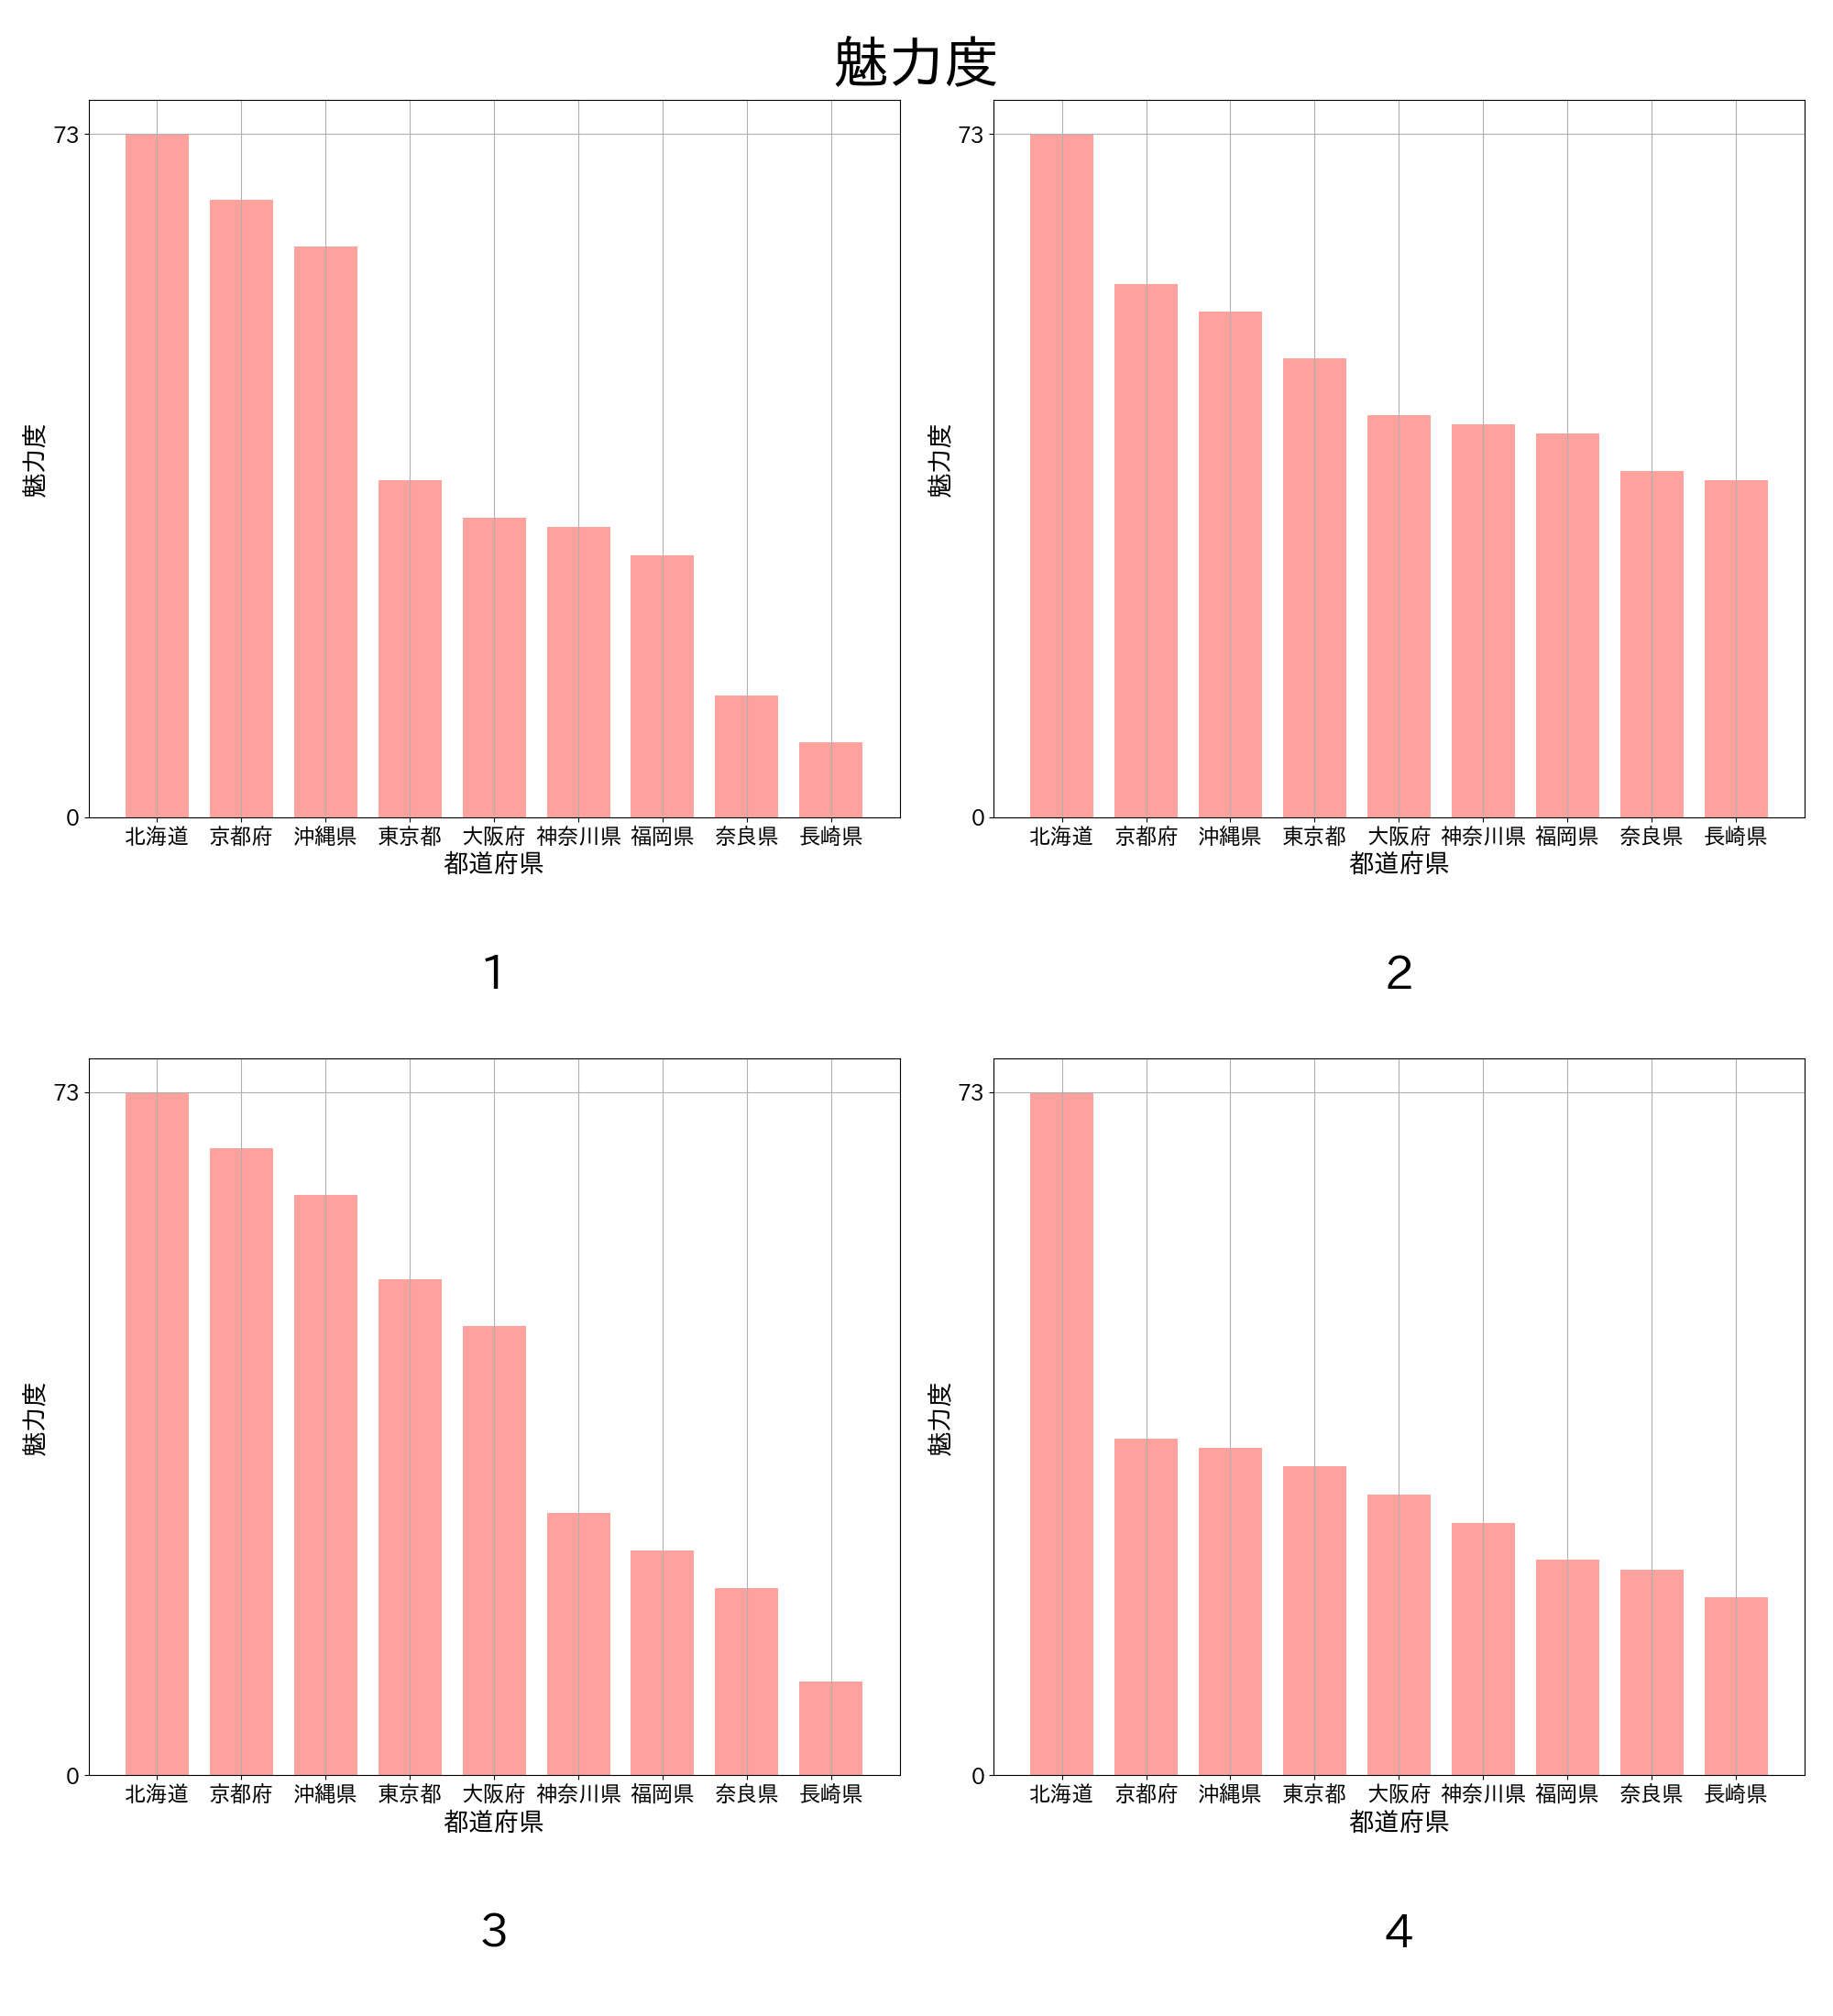 魅力度
魅力度
73
0
北海道 京都府 沖縄県 東京都 大阪府 神奈川県 福岡県 奈良県 長崎県
都道府県
1
魅力度
73
0
北海道 京都府 沖縄県 東京都 大阪府 神奈川県 福岡県 奈良県 長崎県
都道府県
2
魅力度
73
0
北海道 京都府 沖縄県 東京都 大阪府 神奈川県 福岡県 奈良県 長崎県
都道府県
3
魅力度
73
0
北海道 京都府 沖縄県 東京都 大阪府 神奈川県 福岡県 奈良県 長崎県
都道府県
4